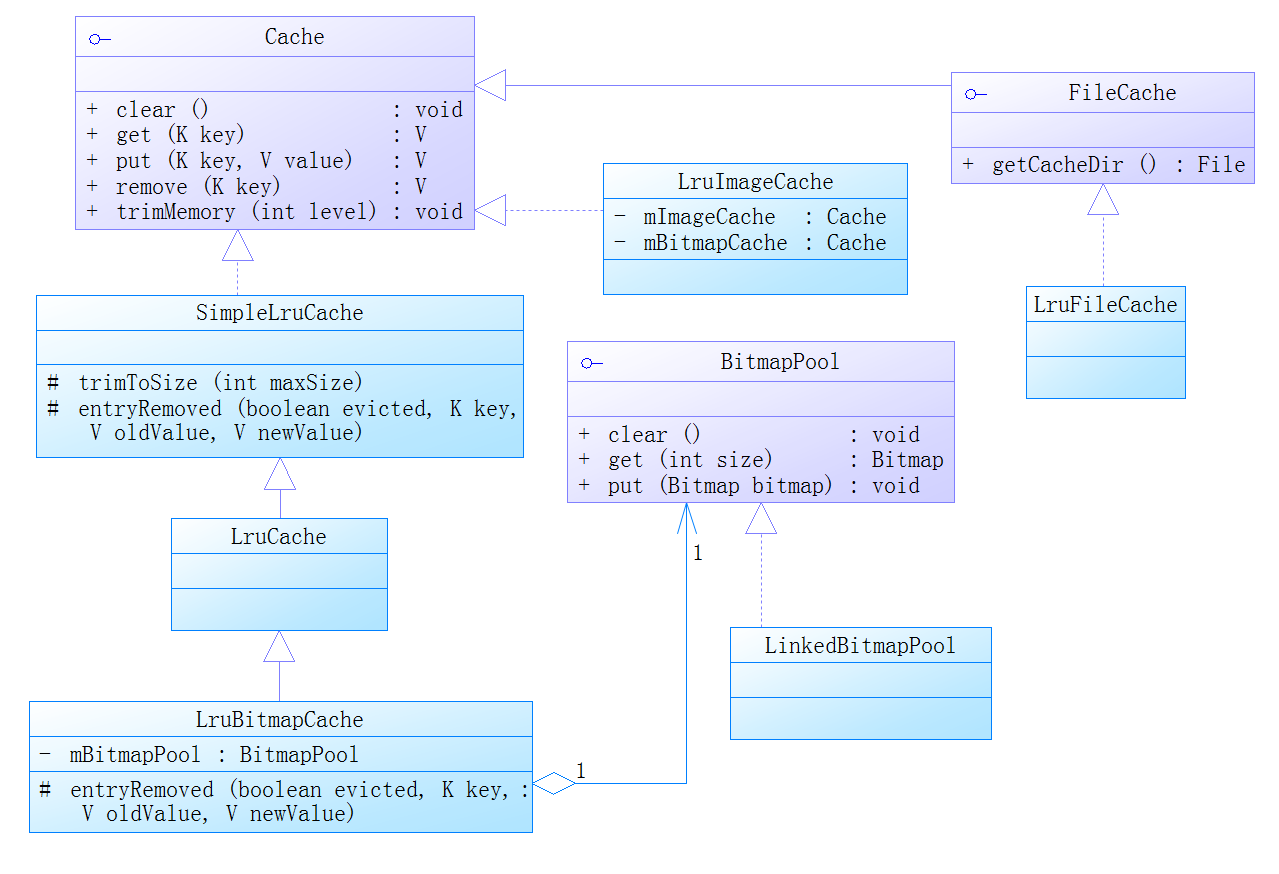 Cache
+ clear () : void
+ get (K key) : V
+ put (K key, V value) : V
+ remove (K key) : V
+ trimMemory (int level) : void
FileCache
+ getCacheDir () : File
LruImageCache
- mImageCache : Cache
- mBitmapCache : Cache
LruFileCache
SimpleLruCache
# trimToSize (int maxSize)
# entryRemoved (boolean evicted, K key,
V oldValue, V newValue)
BitmapPool
+ clear () : void
+ get (int size) : Bitmap
+ put (Bitmap bitmap) : void
1
LruCache
LinkedBitmapPool
LruBitmapCache
- mBitmapPool : BitmapPool
# entryRemoved (boolean evicted, K key, :
V oldValue, V newValue)
1